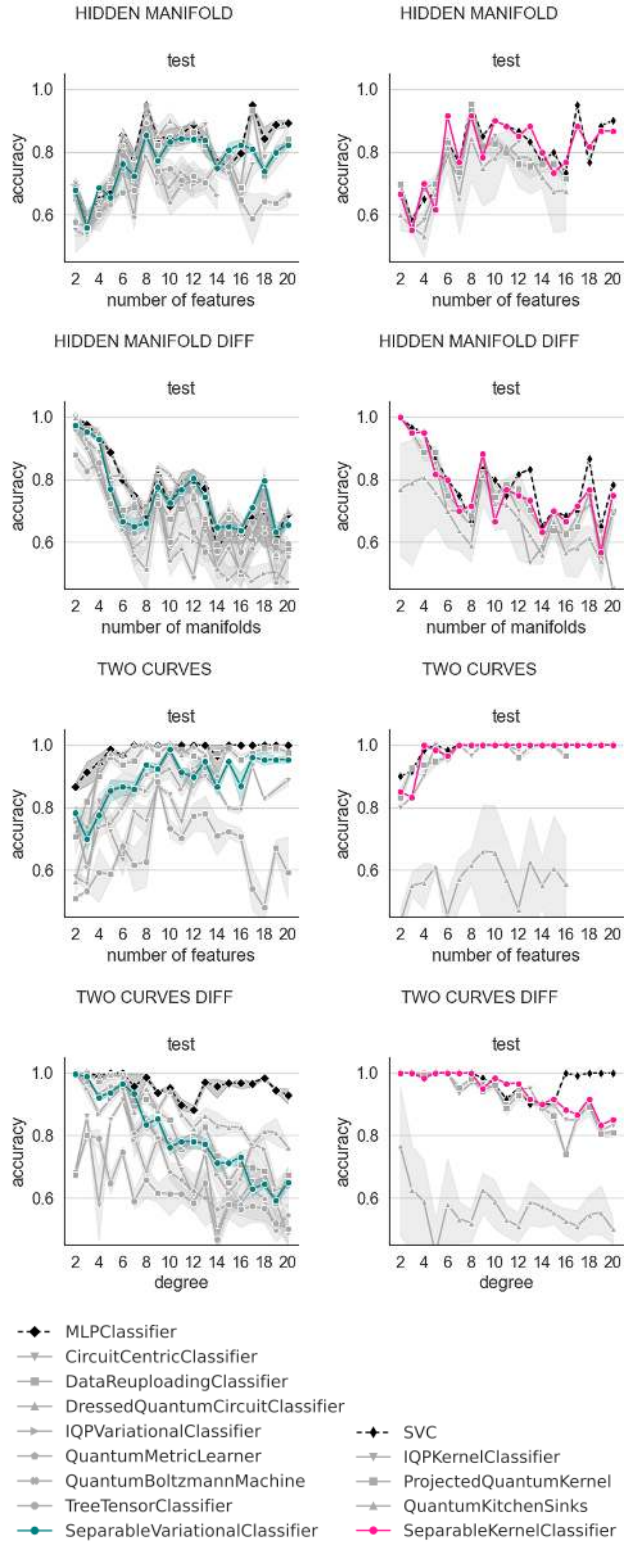 HIDDEN MANIFOLD
HIDDEN MANIFOLD
test
test
1.0
0.8
0.6
accuracy
2 4 6 8 10 12 14 16 18 20
number of features
1.0
0.8
0.6
accuracy
2 4 6 8 10 12 14 16 18 20
number of features
HIDDEN MANIFOLD DIFF
HIDDEN MANIFOLD DIFF
test
test
1.0
0.8
0.6
accuracy
2 4 6 8 10 12 14 16 18 20
number of manifolds
1.0
0.8
0.6
accuracy
2 4 6 8 10 12 14 16 18 20
number of manifolds
TWO CURVES
TWO CURVES
test
test
1.0
0.8
0.6
accuracy
2 4 6 8 10 12 14 16 18 20
number of features
1.0
0.8
0.6
accuracy
2 4 6 8 10 12 14 16 18 20
number of features
TWO CURVES DIFF
TWO CURVES DIFF
test
test
1.0
0.8
0.6
accuracy
2 4 6 8 10 12 14 16 18 20
degree
1.0
0.8
0.6
accuracy
2 4 6 8 10 12 14 16 18 20
degree
MLPClassifier
CircuitCentricClassifier
DataReuploadingClassifier
DressedQuantumCircuitClassifier
IQPVariationalClassifier
QuantumMetricLearner
QuantumBoltzmannMachine
TreeTensorClassifier
SeparableVariationalClassifier
SVC
IQPKernelClassifier
ProjectedQuantumKernel
QuantumKitchenSinks
SeparableKernelClassifier